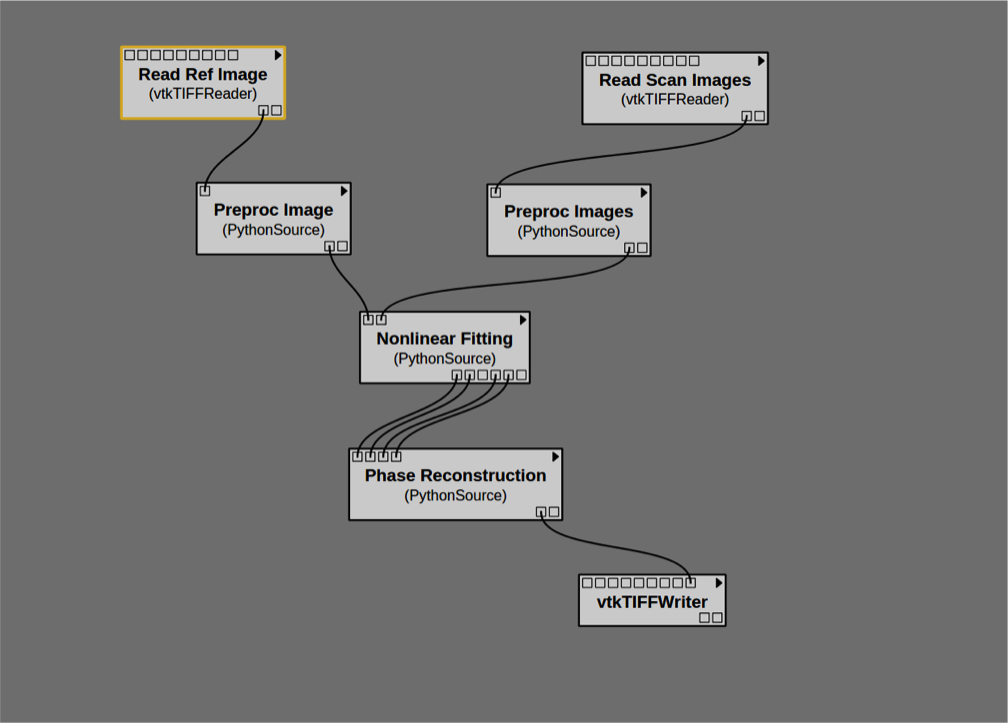 Read Ref Image
(vtkTIFFReader)
Read Scan Images
(vtkTIFFReader)
Preproc Image
(PythonSource)
Preproc Images
(PythonSource)
Nonlinear Fitting
(PythonSource)
Phase Reconstruction
(PythonSource)
vtkTIFFWriter